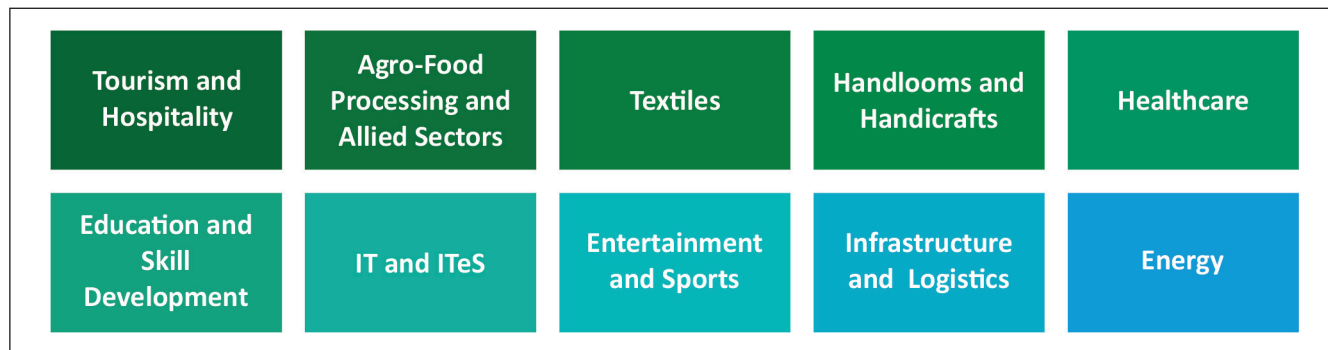 Tourism and
Hospitality
Agro-Food
Processing and
Allied Sectors
Textiles
Handlooms and
Handicrafts
Healthcare
Education and
Skill
Development
IT and ITeS
Entertainment
and Sports
Infrastructure
and Logistics
Energy